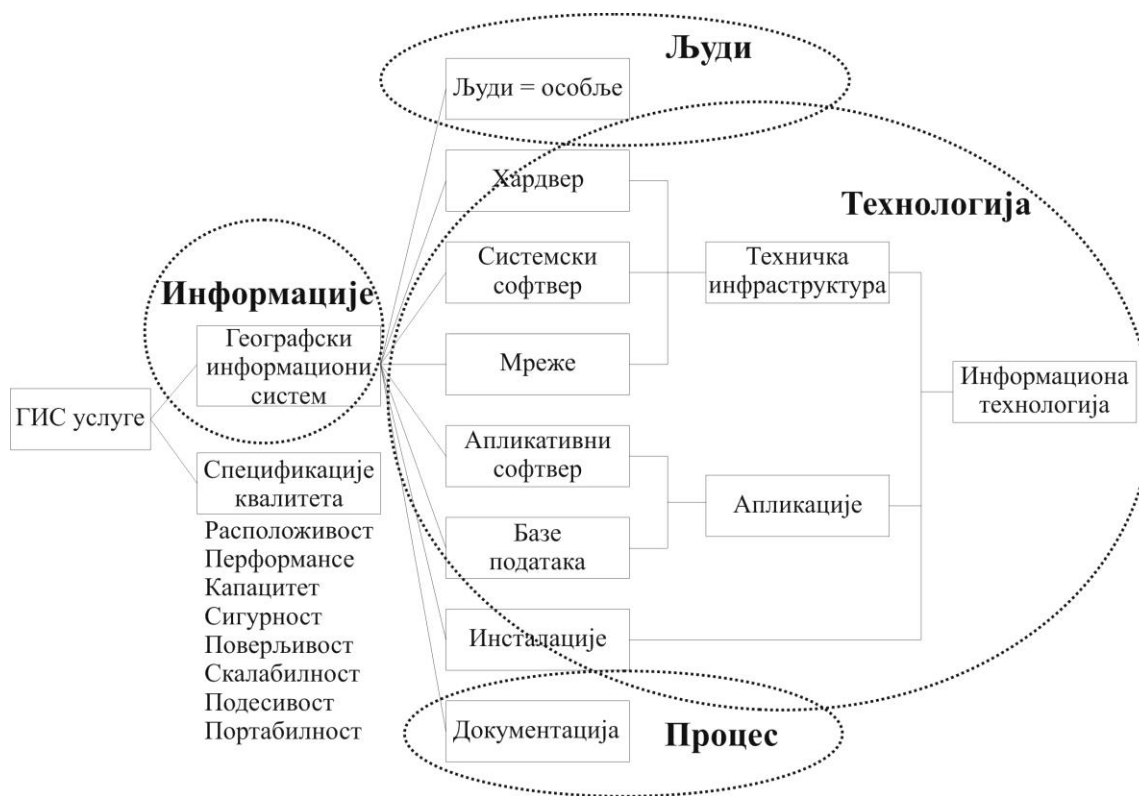 Људи
Људи = особље
Хардвер
Технологија
Системски
софтвер
Техничка
инфраструктура
Информације
Географски
информациони
систем
Мреже
Информациона
технологија
ГИС услуге
Апликативни
софтвер
Спецификације
квалитета
Апликације
Расположивост
Перформансе
Капацитет
Сигурност
Поверљивост
Скалабилност
Подесивост
Портабилност
Базе
података
Инсталације
Документација
Процес